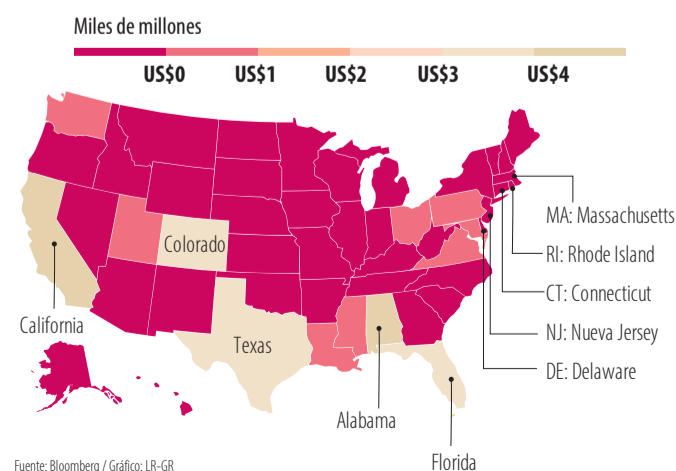 Miles de millones
US$0 US$1 US$2 US$3 US$4
MA: Massachusetts
Colorado
RI: Rhode Island
CT: Connecticut
California
NJ: Nueva Jersey
Texas
DE: Delaware
Alabama
Florida
Fuente: Bloomberg / Gráfico: LR-GR